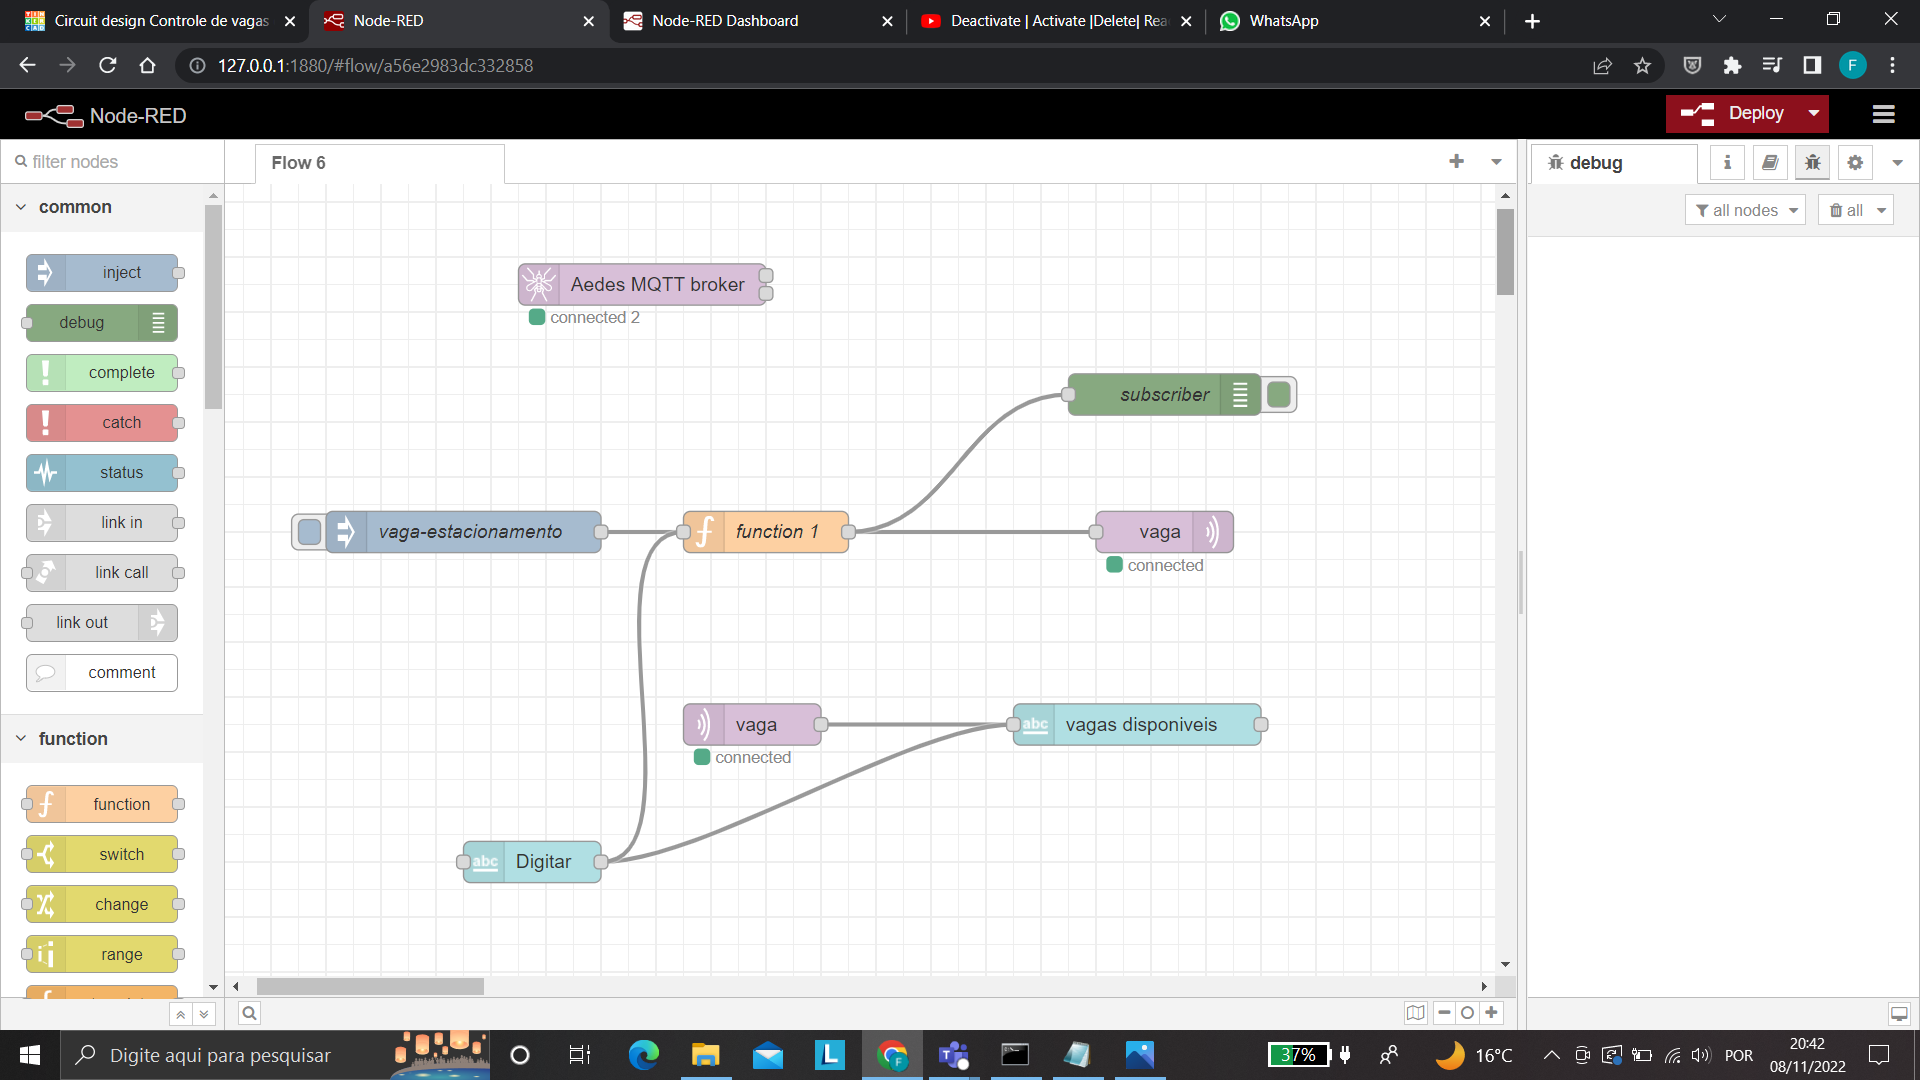 Circuit design Controle de vagas
Node-RED
Node-RED Dashboard
Deactivate | Activate |Delete| Rea
WhatsApp
127.0.0.1:1880/#flow/a56e2983dc332858
F
Node-RED
Deploy
filter nodes
Flow 6
debug
all nodes
all
common
inject
debug
complete
catch
status
link in
link call
link out
comment
function
function
switch
change
range
Aedes MQTT broker
connected 2
subscriber
vaga-estacionamento
function 1
vaga
connected
vaga
connected
abc
vagas disponiveis
abc
Digitar
Digite aqui para pesquisar
L
37%
16°C
POR
20:42
08/11/2022